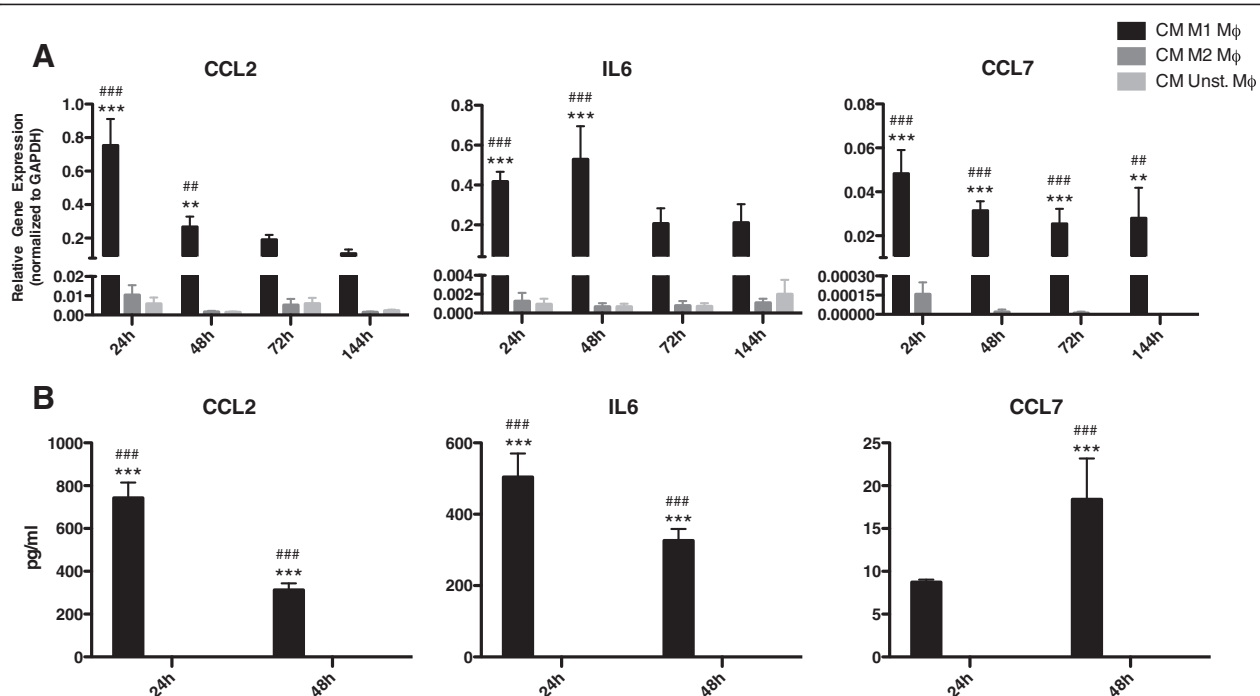 CM M1 Mϕ
CM M2 Mϕ
CM Unst. Mϕ
A
CCL2
IL6
CCL7
Relative Gene Expression
(normalized to GAPDH)
###
***
##
**
1.0
0.8
0.6
0.4
0.2
0.02
0.01
0.00
24h
48h
72h
144h
###
***
###
***
0.8
0.6
0.4
0.2
0.004
0.002
0.000
24h
48h
72h
144h
###
***
###
***
###
***
##
**
0.08
0.06
0.04
0.02
0.00030
0.00015
0.00000
24h
48h
72h
144h
B
CCL2
IL6
CCL7
pg/ml
###
***
###
***
1000
800
600
400
200
0
24h
48h
###
***
###
***
600
400
200
0
24h
48h
###
***
25
20
15
10
5
0
24h
48h